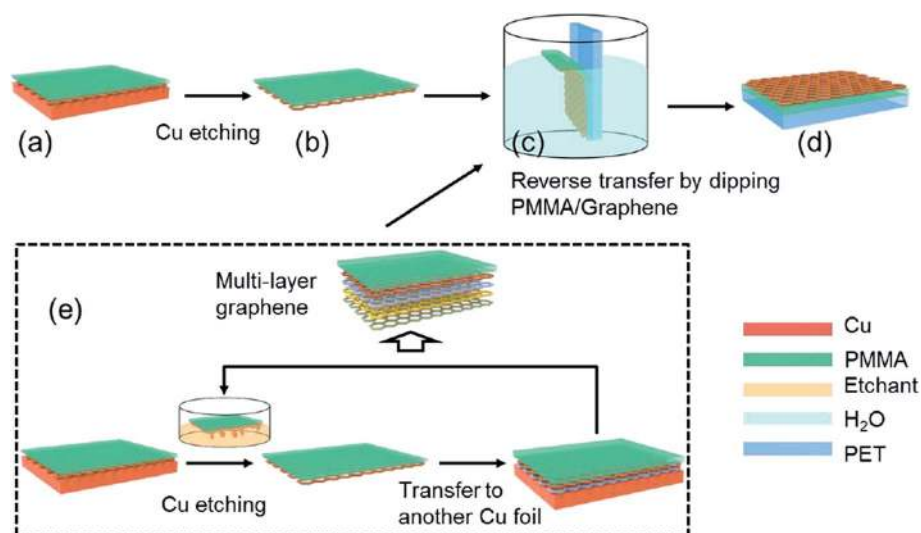 (a)
Cu etching
(b)
(c)
(d)
Reverse transfer by dipping
PMMA/Graphene
(e)
Multi-layer
graphene
Cu etching
Transfer to
another Cu foil
Cu
PMMA
Etchant
H₂O
PET